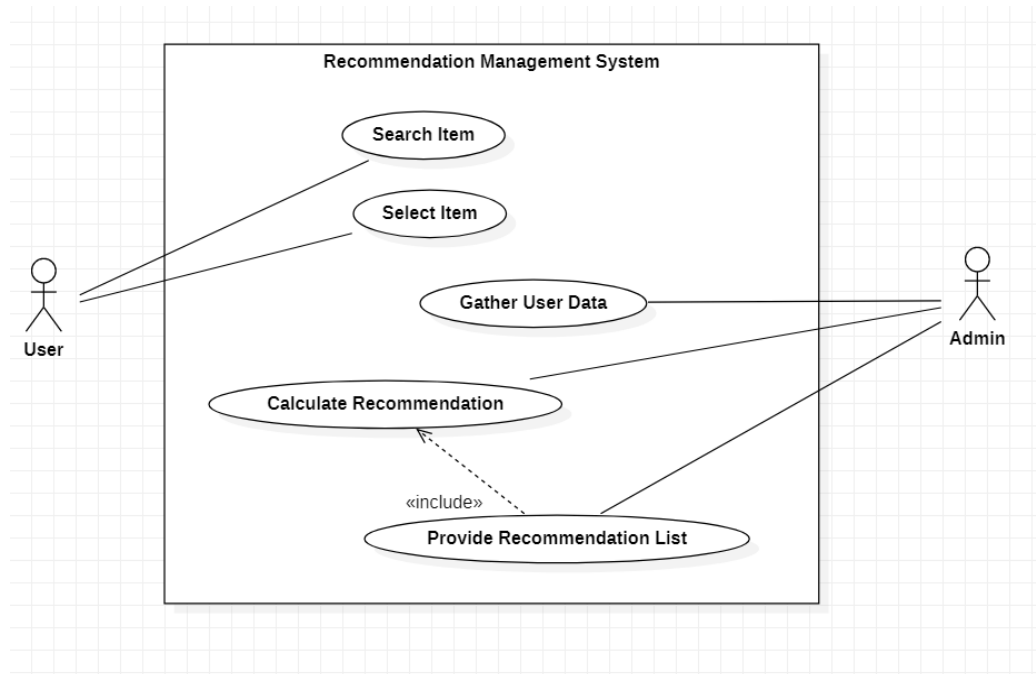 Recommendation Management System
Search Item
Select Item
Gather User Data
User
Admin
Calculate Recommendation
«include»
Provide Recommendation List